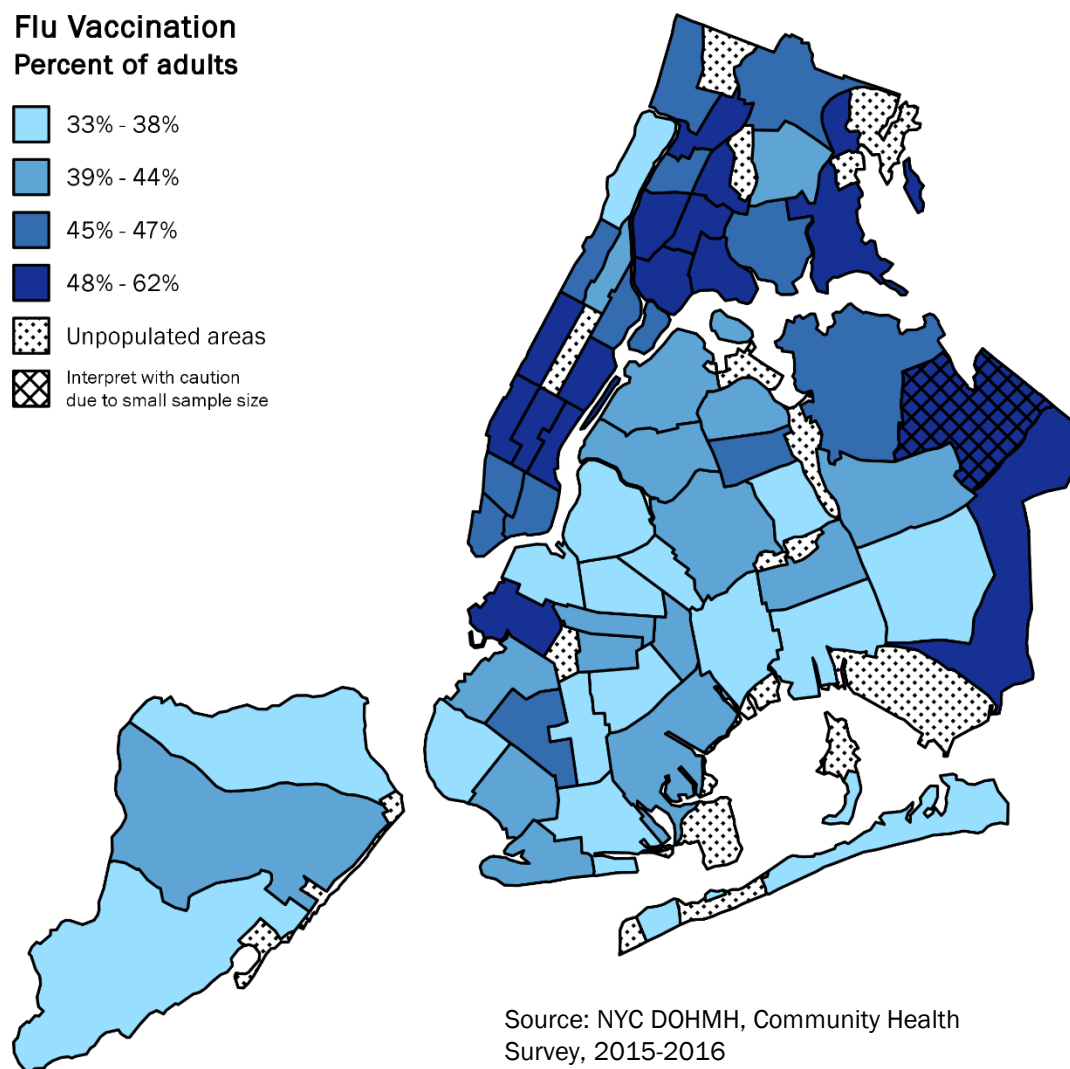 Flu Vaccination
Percent of adults
33% - 38%
39% - 44%
45% - 47%
48% - 62%
Unpopulated areas
Interpret with caution
due to small sample size
Source: NYC DOHMH, Community Health
Survey, 2015-2016